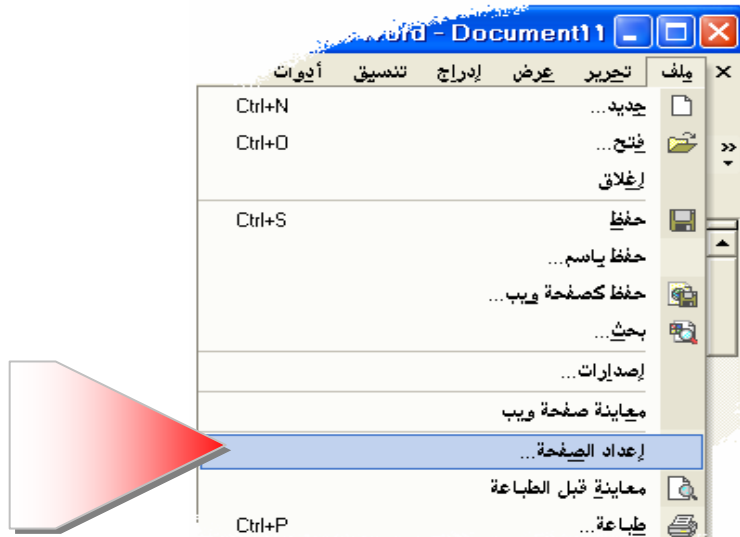 Word - Document11
ملف تحرير عرض إدراج تنسيق أدوات
جديد... Ctrl+N
فتح... Ctrl+O
إغلاق
حفظ Ctrl+S
حفظ باسم...
حفظ كصفحة ويب...
بحث...
إصدارات...
معاينة صفحة ويب
إعداد الصفحة...
معاينة قبل الطباعة
طباعة... Ctrl+P